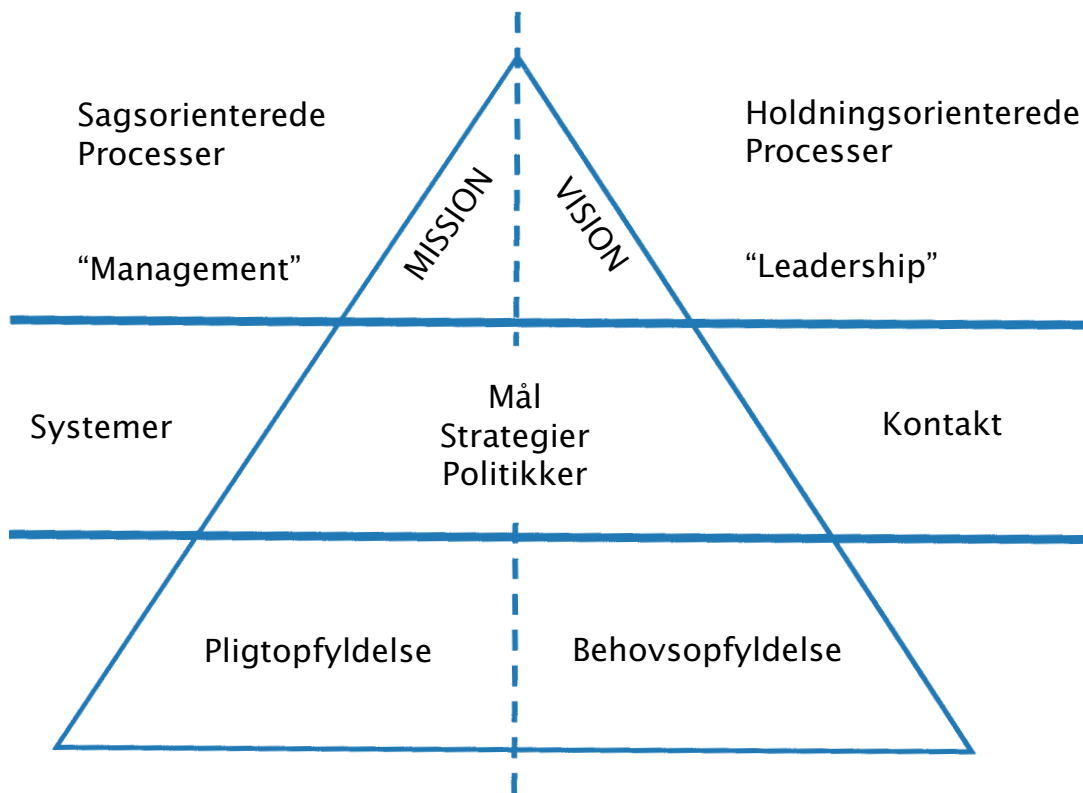 Sagsorienterede
Processer
Holdningsorienterede
Processer
MISSION
VISION
“Management”
“Leadership”
Systemer
Mål
Strategier
Politikker
Kontakt
Pligtopfyldelse
Behovsopfyldelse